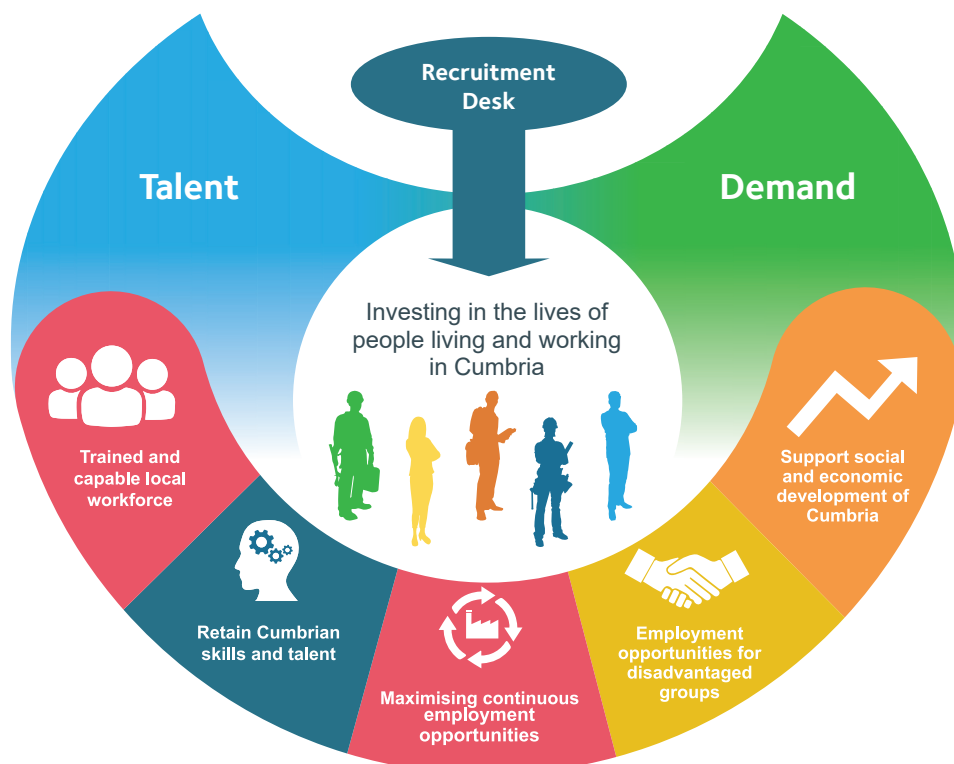 Recruitment
Desk
Talent
Demand
Investing in the lives of
people living and working
in Cumbria
Trained and
capable local
workforce
Retain Cumbrian
skills and talent
Maximising continuous
employment
opportunities
Employment
opportunities for
disadvantaged
groups
Support social
and economic
development of
Cumbria